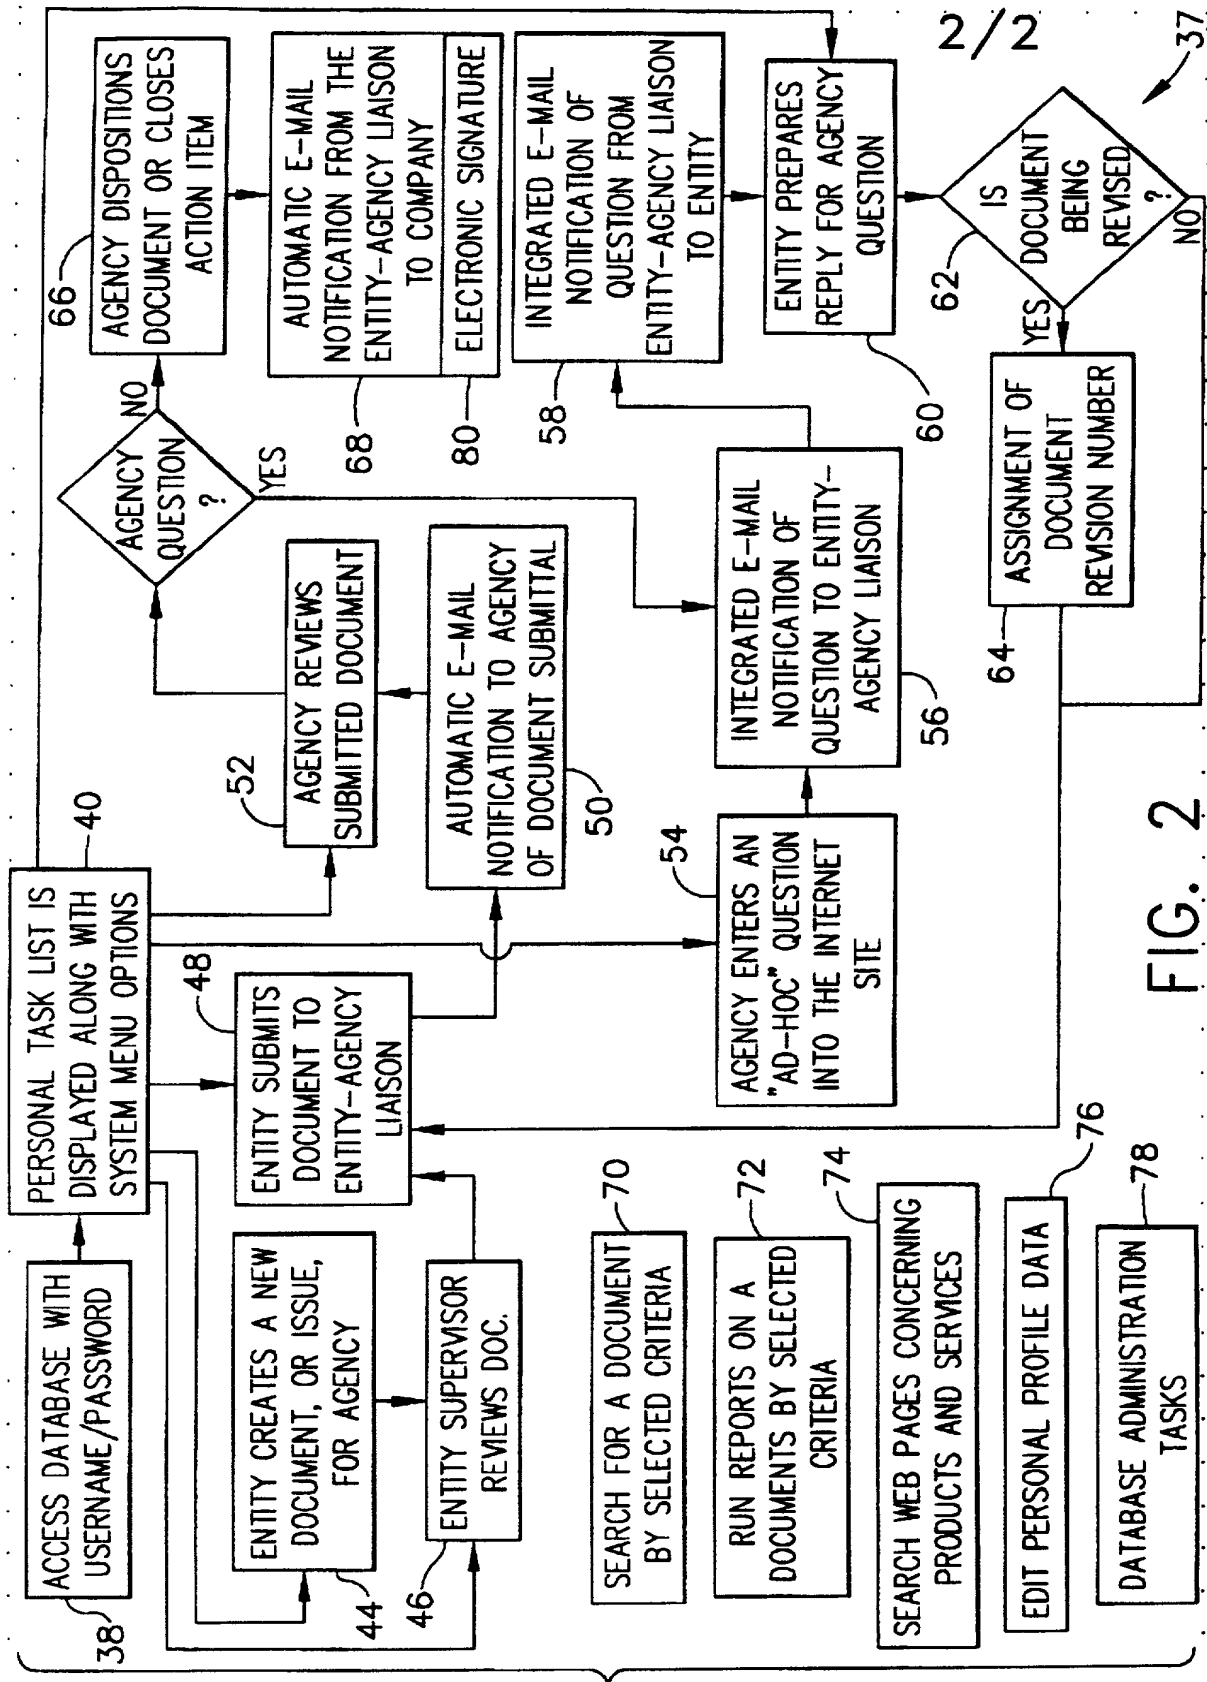 2/2
37
38
ACCESS DATABASE WITH
USERNAME/PASSWORD
40
PERSONAL TASK LIST IS
DISPLAYED ALONG WITH
SYSTEM MENU OPTIONS
44
ENTITY CREATES A NEW
DOCUMENT, OR ISSUE,
FOR AGENCY
46
ENTITY SUPERVISOR
REVIEWS DOC.
48
ENTITY SUBMITS
DOCUMENT TO
ENTITY-AGENCY
LIAISON
50
AUTOMATIC E-MAIL
NOTIFICATION TO AGENCY
OF DOCUMENT SUBMITTAL
52
AGENCY REVIEWS
SUBMITTED DOCUMENT
AGENCY
QUESTION
?
NO
YES
66
AGENCY DISPOSITIONS
DOCUMENT OR CLOSES
ACTION ITEM
68
AUTOMATIC E-MAIL
NOTIFICATION FROM THE
ENTITY-AGENCY LIAISON
TO COMPANY
80
ELECTRONIC SIGNATURE
54
AGENCY ENTERS AN
"AD-HOC" QUESTION
INTO THE INTERNET
SITE
56
INTEGRATED E-MAIL
NOTIFICATION OF
QUESTION TO ENTITY-
AGENCY LIAISON
58
INTEGRATED E-MAIL
NOTIFICATION OF
QUESTION FROM
ENTITY-AGENCY LIAISON
TO ENTITY
60
ENTITY PREPARES
REPLY FOR AGENCY
QUESTION
62
IS
DOCUMENT
BEING
REVISED
?
YES
NO
64
ASSIGNMENT OF
DOCUMENT
REVISION NUMBER
70
SEARCH FOR A DOCUMENT
BY SELECTED CRITERIA
72
RUN REPORTS ON A
DOCUMENTS BY SELECTED
CRITERIA
74
SEARCH WEB PAGES CONCERNING
PRODUCTS AND SERVICES
76
EDIT PERSONAL PROFILE DATA
78
DATABASE ADMINISTRATION
TASKS
FIG. 2